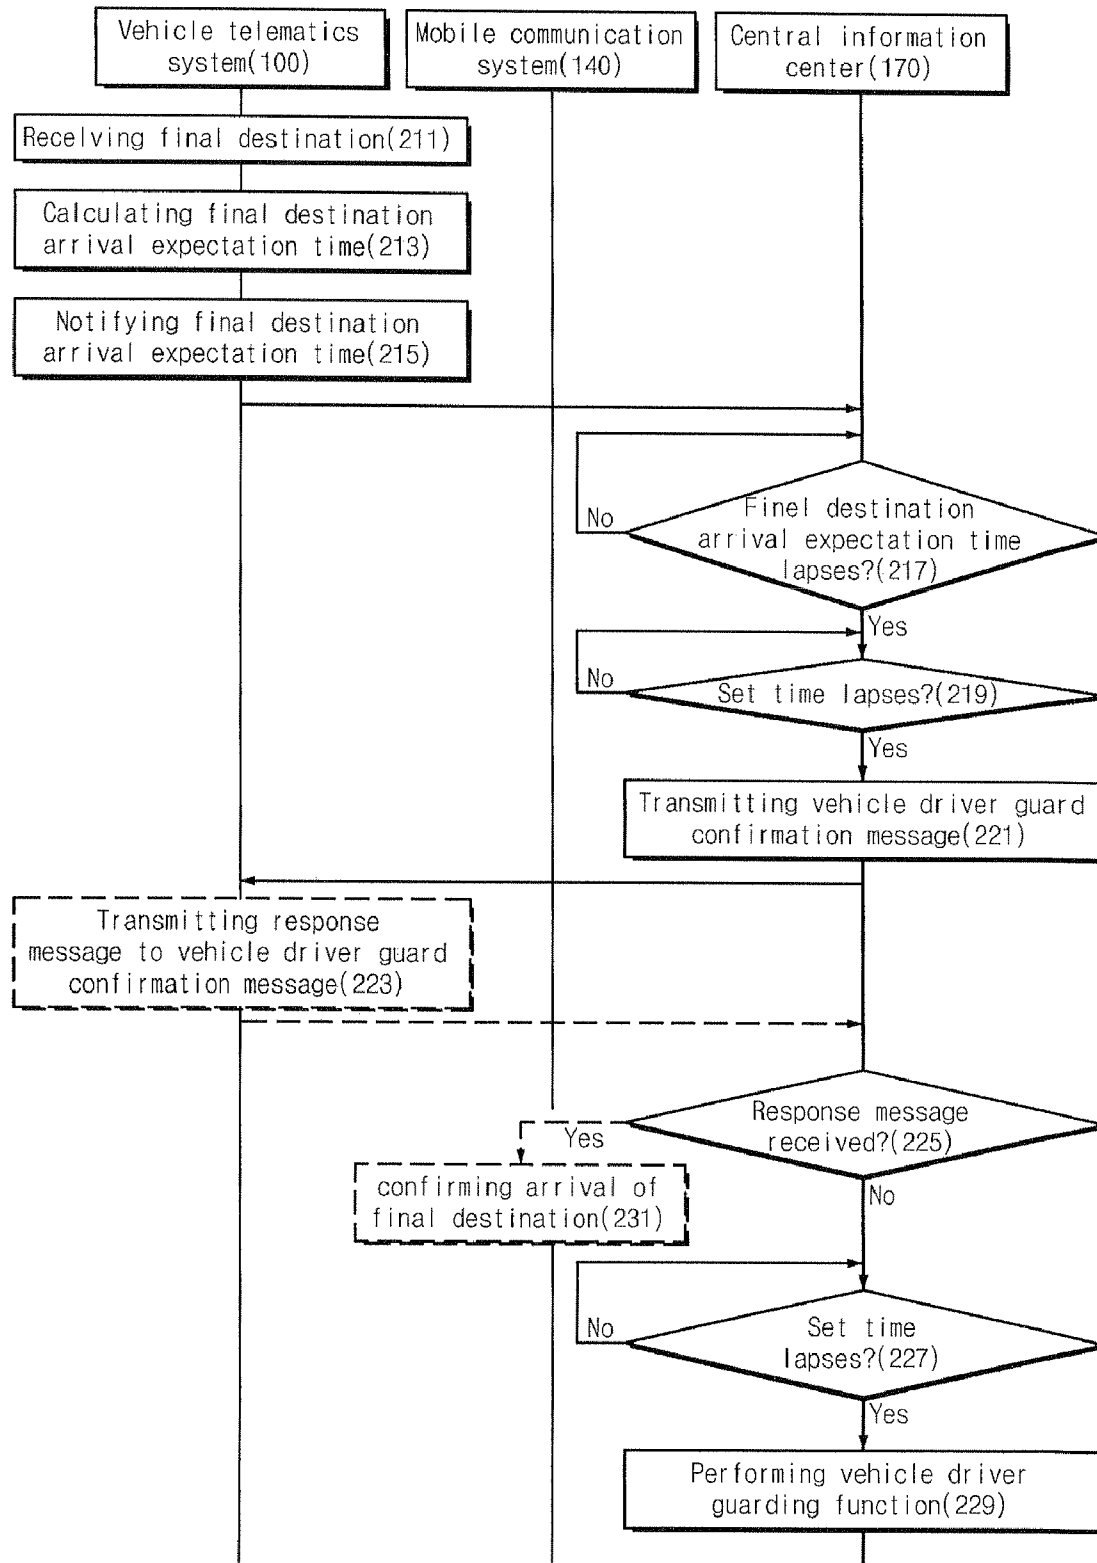 Vehicle telematics
system(100)
Mobile communication
system(140)
Central information
center(170)
Receiving final destination(211)
Calculating final destination
arrival expectation time(213)
Notifying final destination
arrival expectation time(215)
No
Finel destination
arrival expectation time
lapses?(217)
Yes
No
Set time lapses?(219)
Yes
Transmitting vehicle driver guard
confirmation message(221)
Transmitting response
message to vehicle driver guard
confirmation message(223)
Response message
received?(225)
Yes
No
confirming arrival of
final destination(231)
No
Set time
lapses?(227)
Yes
Performing vehicle driver
guarding function(229)